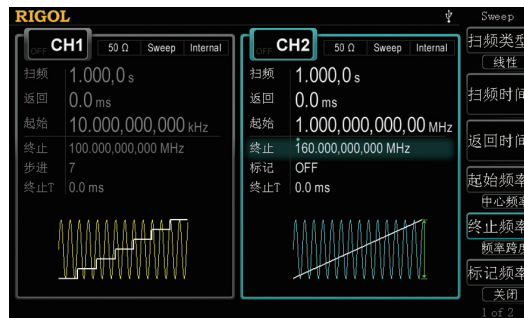 RIGOL
Sweep
OFF CH1 50 Ω Sweep Internal
扫频 1.000,0 s
返回 0.0 ms
起始 10.000,000,000 kHz
终止 100.000,000 MHz
步进 7
终止T 0.0 ms
OFF CH2 50 Ω Sweep Internal
扫频 1.000,0 s
返回 0.0 ms
起始 1.000,000,000,00 MHz
终止 160.000,000 MHz
标记 OFF
终止T 0.0 ms
扫频类型
线性
扫频时间
返回时间
起始频率
中心频率
终止频率
频率跨度
标记频率
关闭
1 of 2